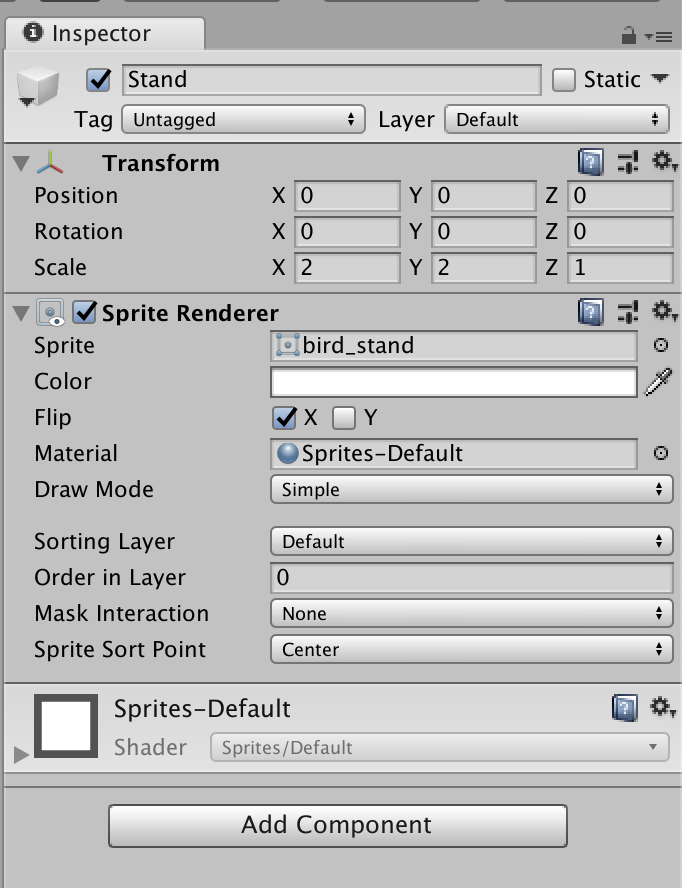 Inspector
Stand Static
Tag Untagged Layer Default
Transform
Position X 0 Y 0 Z 0
Rotation X 0 Y 0 Z 0
Scale X 2 Y 2 Z 1
Sprite Renderer
Sprite bird_stand
Color
Flip X Y
Material Sprites-Default
Draw Mode Simple
Sorting Layer Default
Order in Layer 0
Mask Interaction None
Sprite Sort Point Center
Sprites-Default
Shader Sprites/Default
Add Component